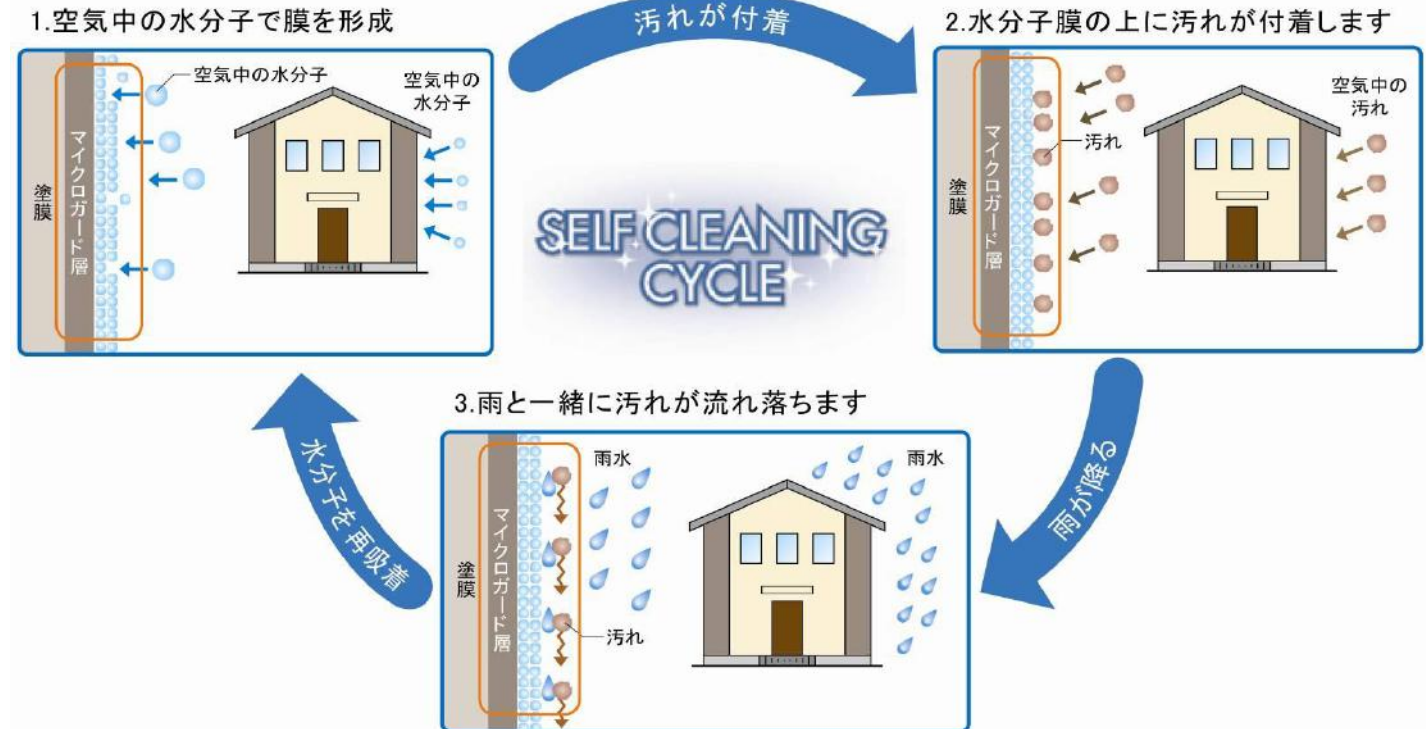 1.空気中の水分子で膜を形成
空気中の水分子
空気中の
水分子
塗膜
マイクロガード層
汚れが付着
2.水分子膜の上に汚れが付着します
空気中の
汚れ
汚れ
塗膜
マイクロガード層
SELF CLEANING
CYCLE
雨が降る
3.雨と一緒に汚れが流れ落ちます
雨水
雨水
塗膜
マイクロガード層
汚れ
水分子を再吸着